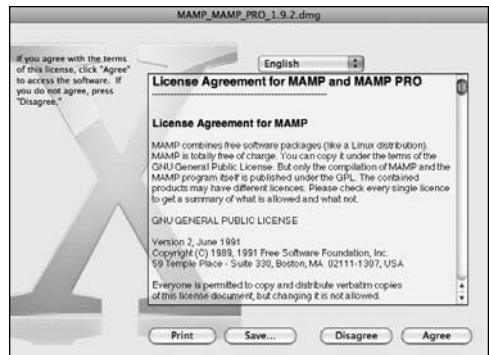 MAMP_MAMP_PRO_1.9.2.dmg
If you agree with the terms
of this license, click "Agree"
to access the software. If
you do not agree, press
"Disagree."
English
License Agreement for MAMP and MAMP PRO
License Agreement for MAMP
MAMP combines free software packages (like a Linux distribution).
MAMP is totally free of charge. You can copy it under the terms of the
GNU General Public License. But only the compilation of MAMP and the
MAMP program itself is published under the GPL. The contained
products may have different licences. Please check every single licence
to get a summary of what is allowed and what not.
GNU GENERAL PUBLIC LICENSE
Version 2, June 1991
Copyright (C) 1989, 1991 Free Software Foundation, Inc.
59 Temple Place - Suite 330, Boston, MA 02111-1307, USA
Everyone is permitted to copy and distribute verbatim copies
of this license document, but changing it is not allowed.
Print Save... Disagree Agree